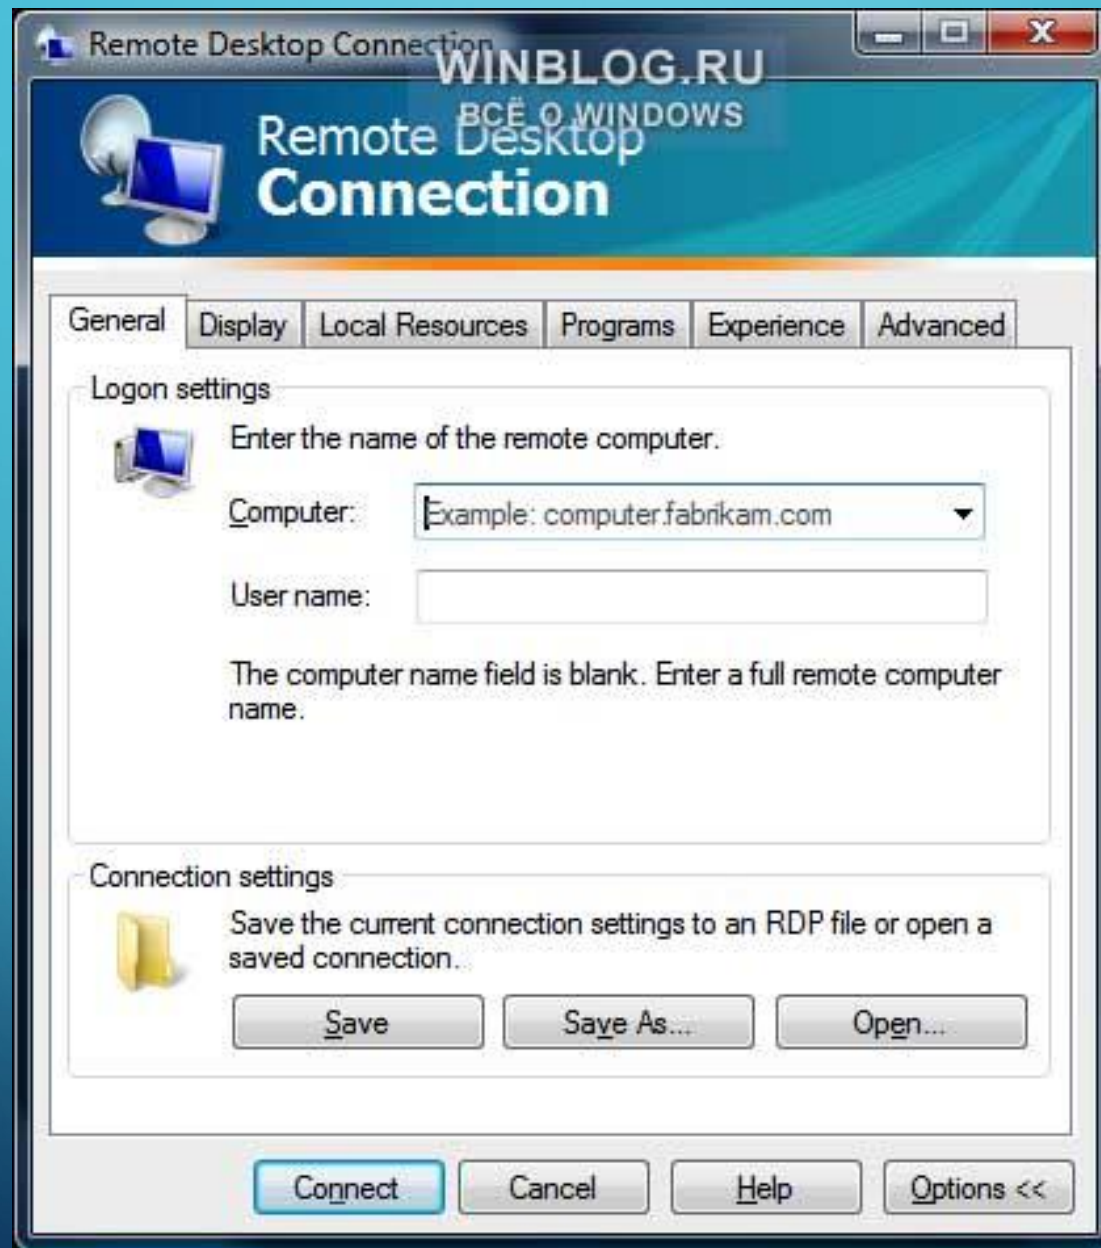 Remote Desktop Connection
WINBLOG.RU
ВСЁ О WINDOWS
Remote Desktop
Connection
General
Display
Local Resources
Programs
Experience
Advanced
Logon settings
Enter the name of the remote computer.
Computer:
Example: computer.fabrikam.com
User name:
The computer name field is blank. Enter a full remote computer
name.
Connection settings
Save the current connection settings to an RDP file or open a
saved connection.
Save
Save As...
Open...
Connect
Cancel
Help
Options <<